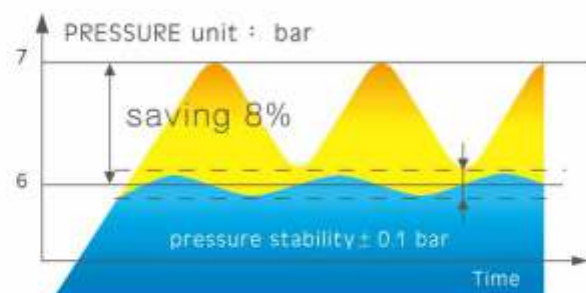 PRESSURE unit : bar
7
saving 8%
6
pressure stability ± 0.1 bar
Time